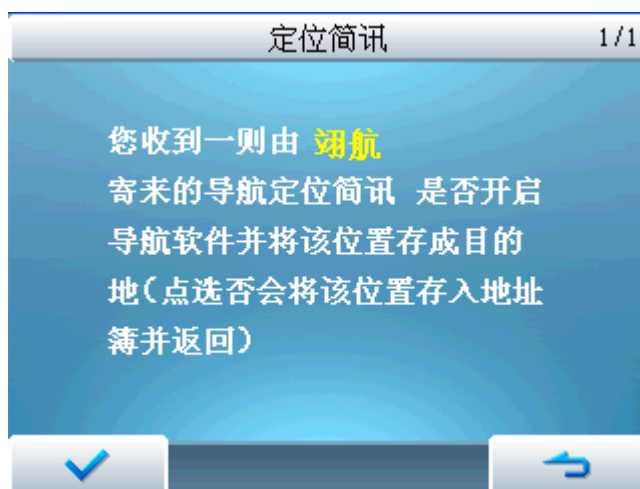 定位简讯 1/1
您收到一则由 翊航
寄来的导航定位简讯 是否开启
导航软件并将该位置存成目的
地(点选否会将该位置存入地址
簿并返回)